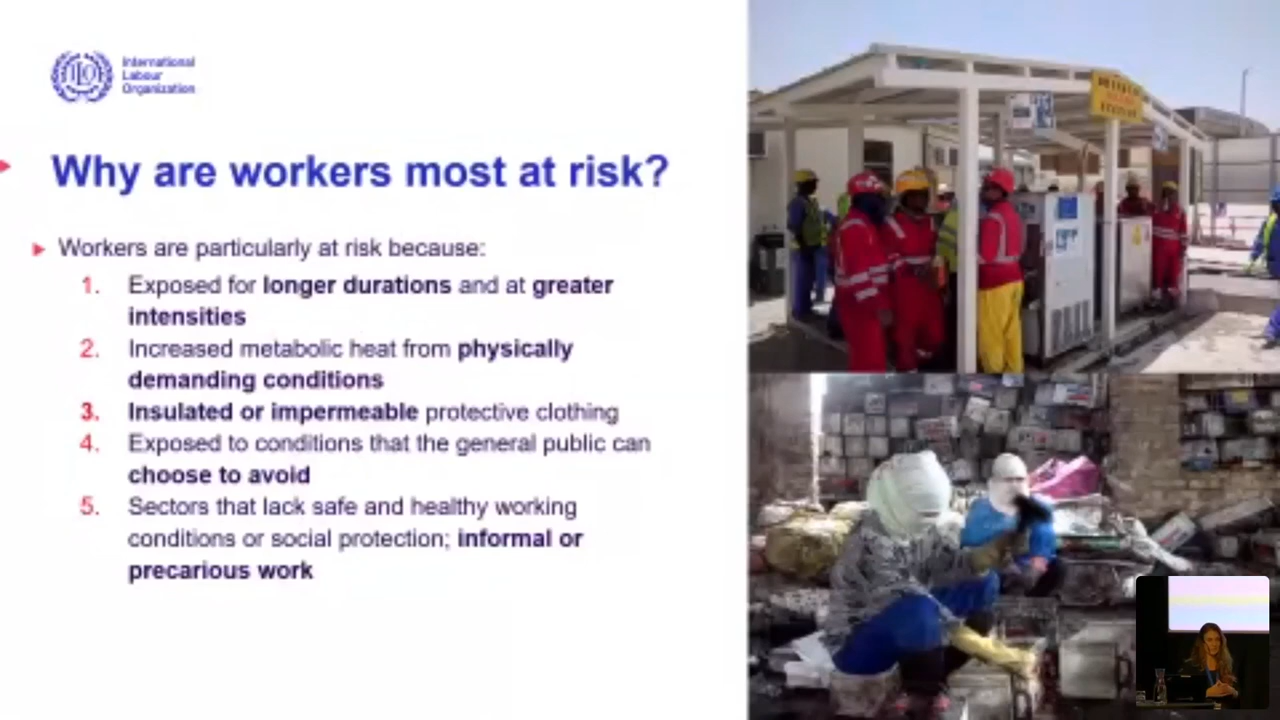 International
Labour
Organization
Why are workers most at risk?
Workers are particularly at risk because:
1. Exposed for longer durations and at greater
intensities
2. Increased metabolic heat from physically
demanding conditions
3. Insulated or impermeable protective clothing
4. Exposed to conditions that the general public can
choose to avoid
5. Sectors that lack safe and healthy working
conditions or social protection; informal or
precarious work